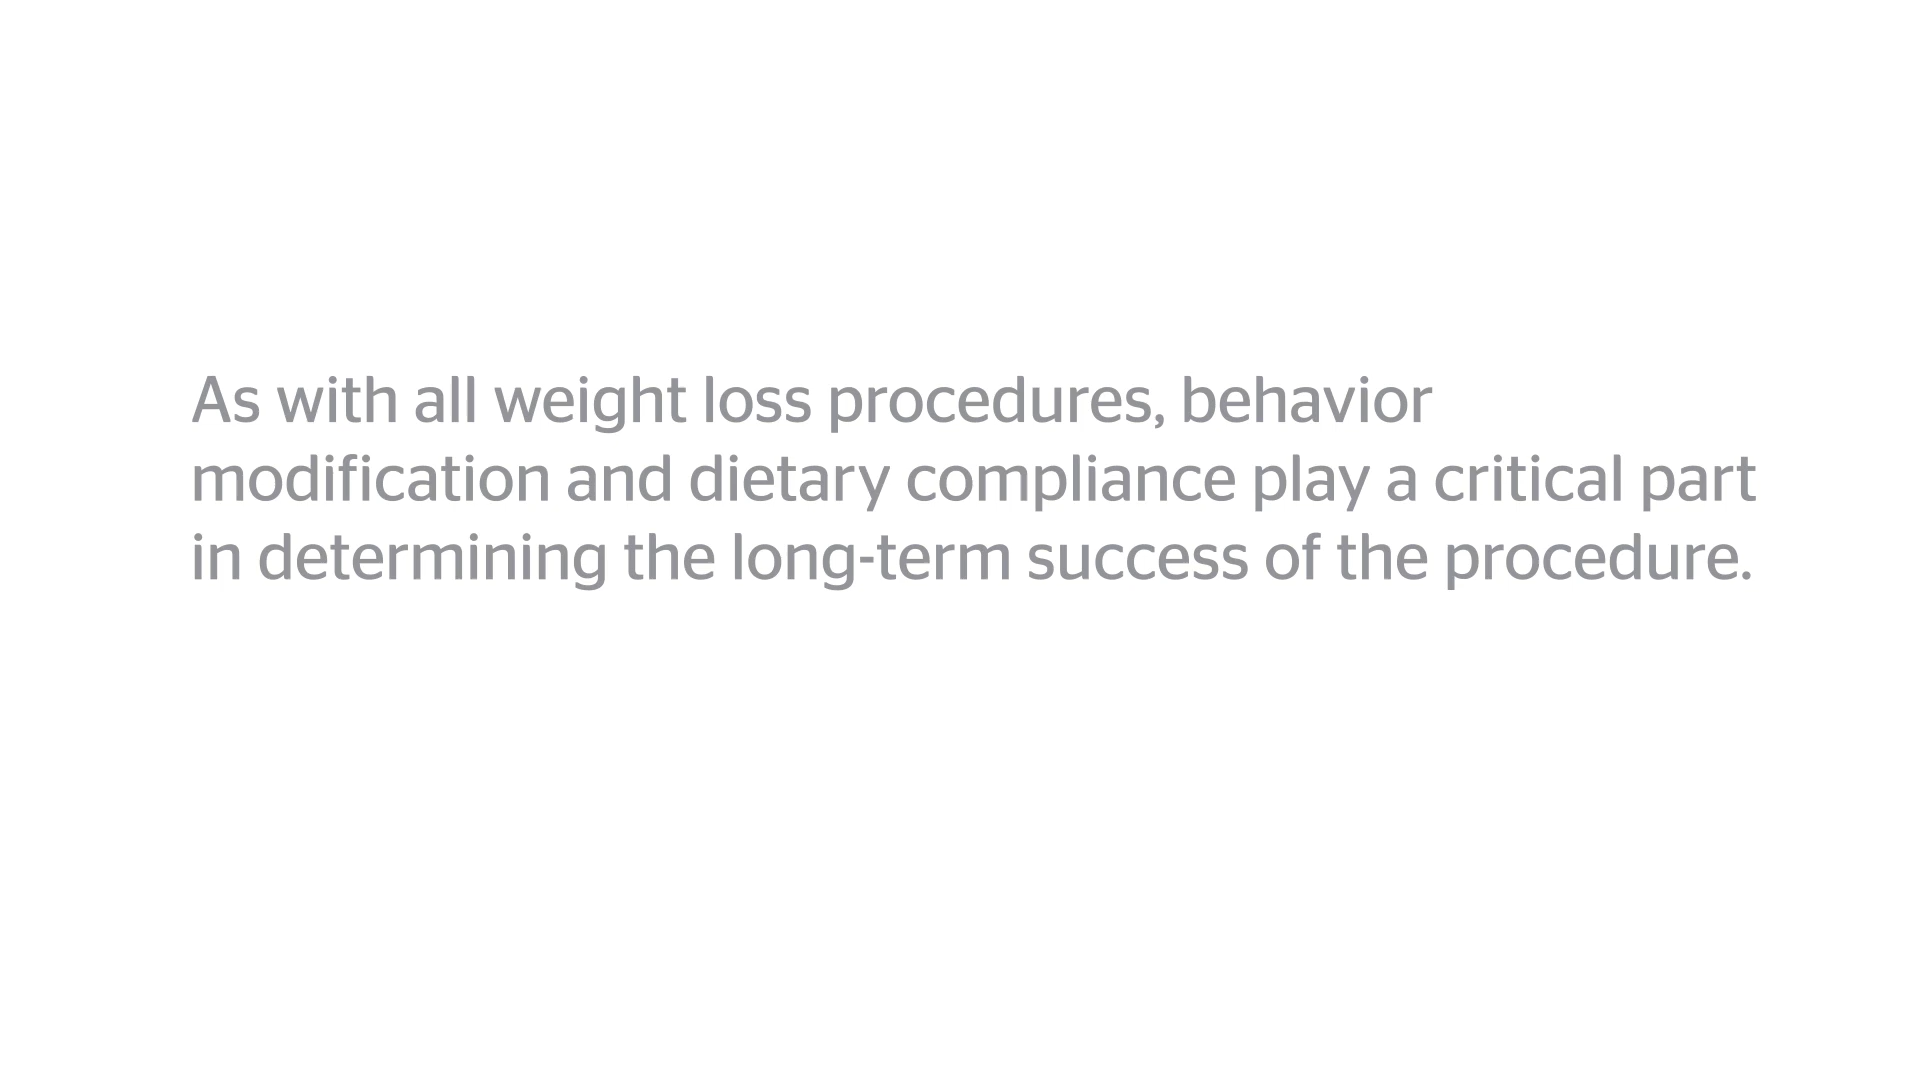 As with all weight loss procedures, behavior
modification and dietary compliance play a critical part
in determining the long-term success of the procedure.